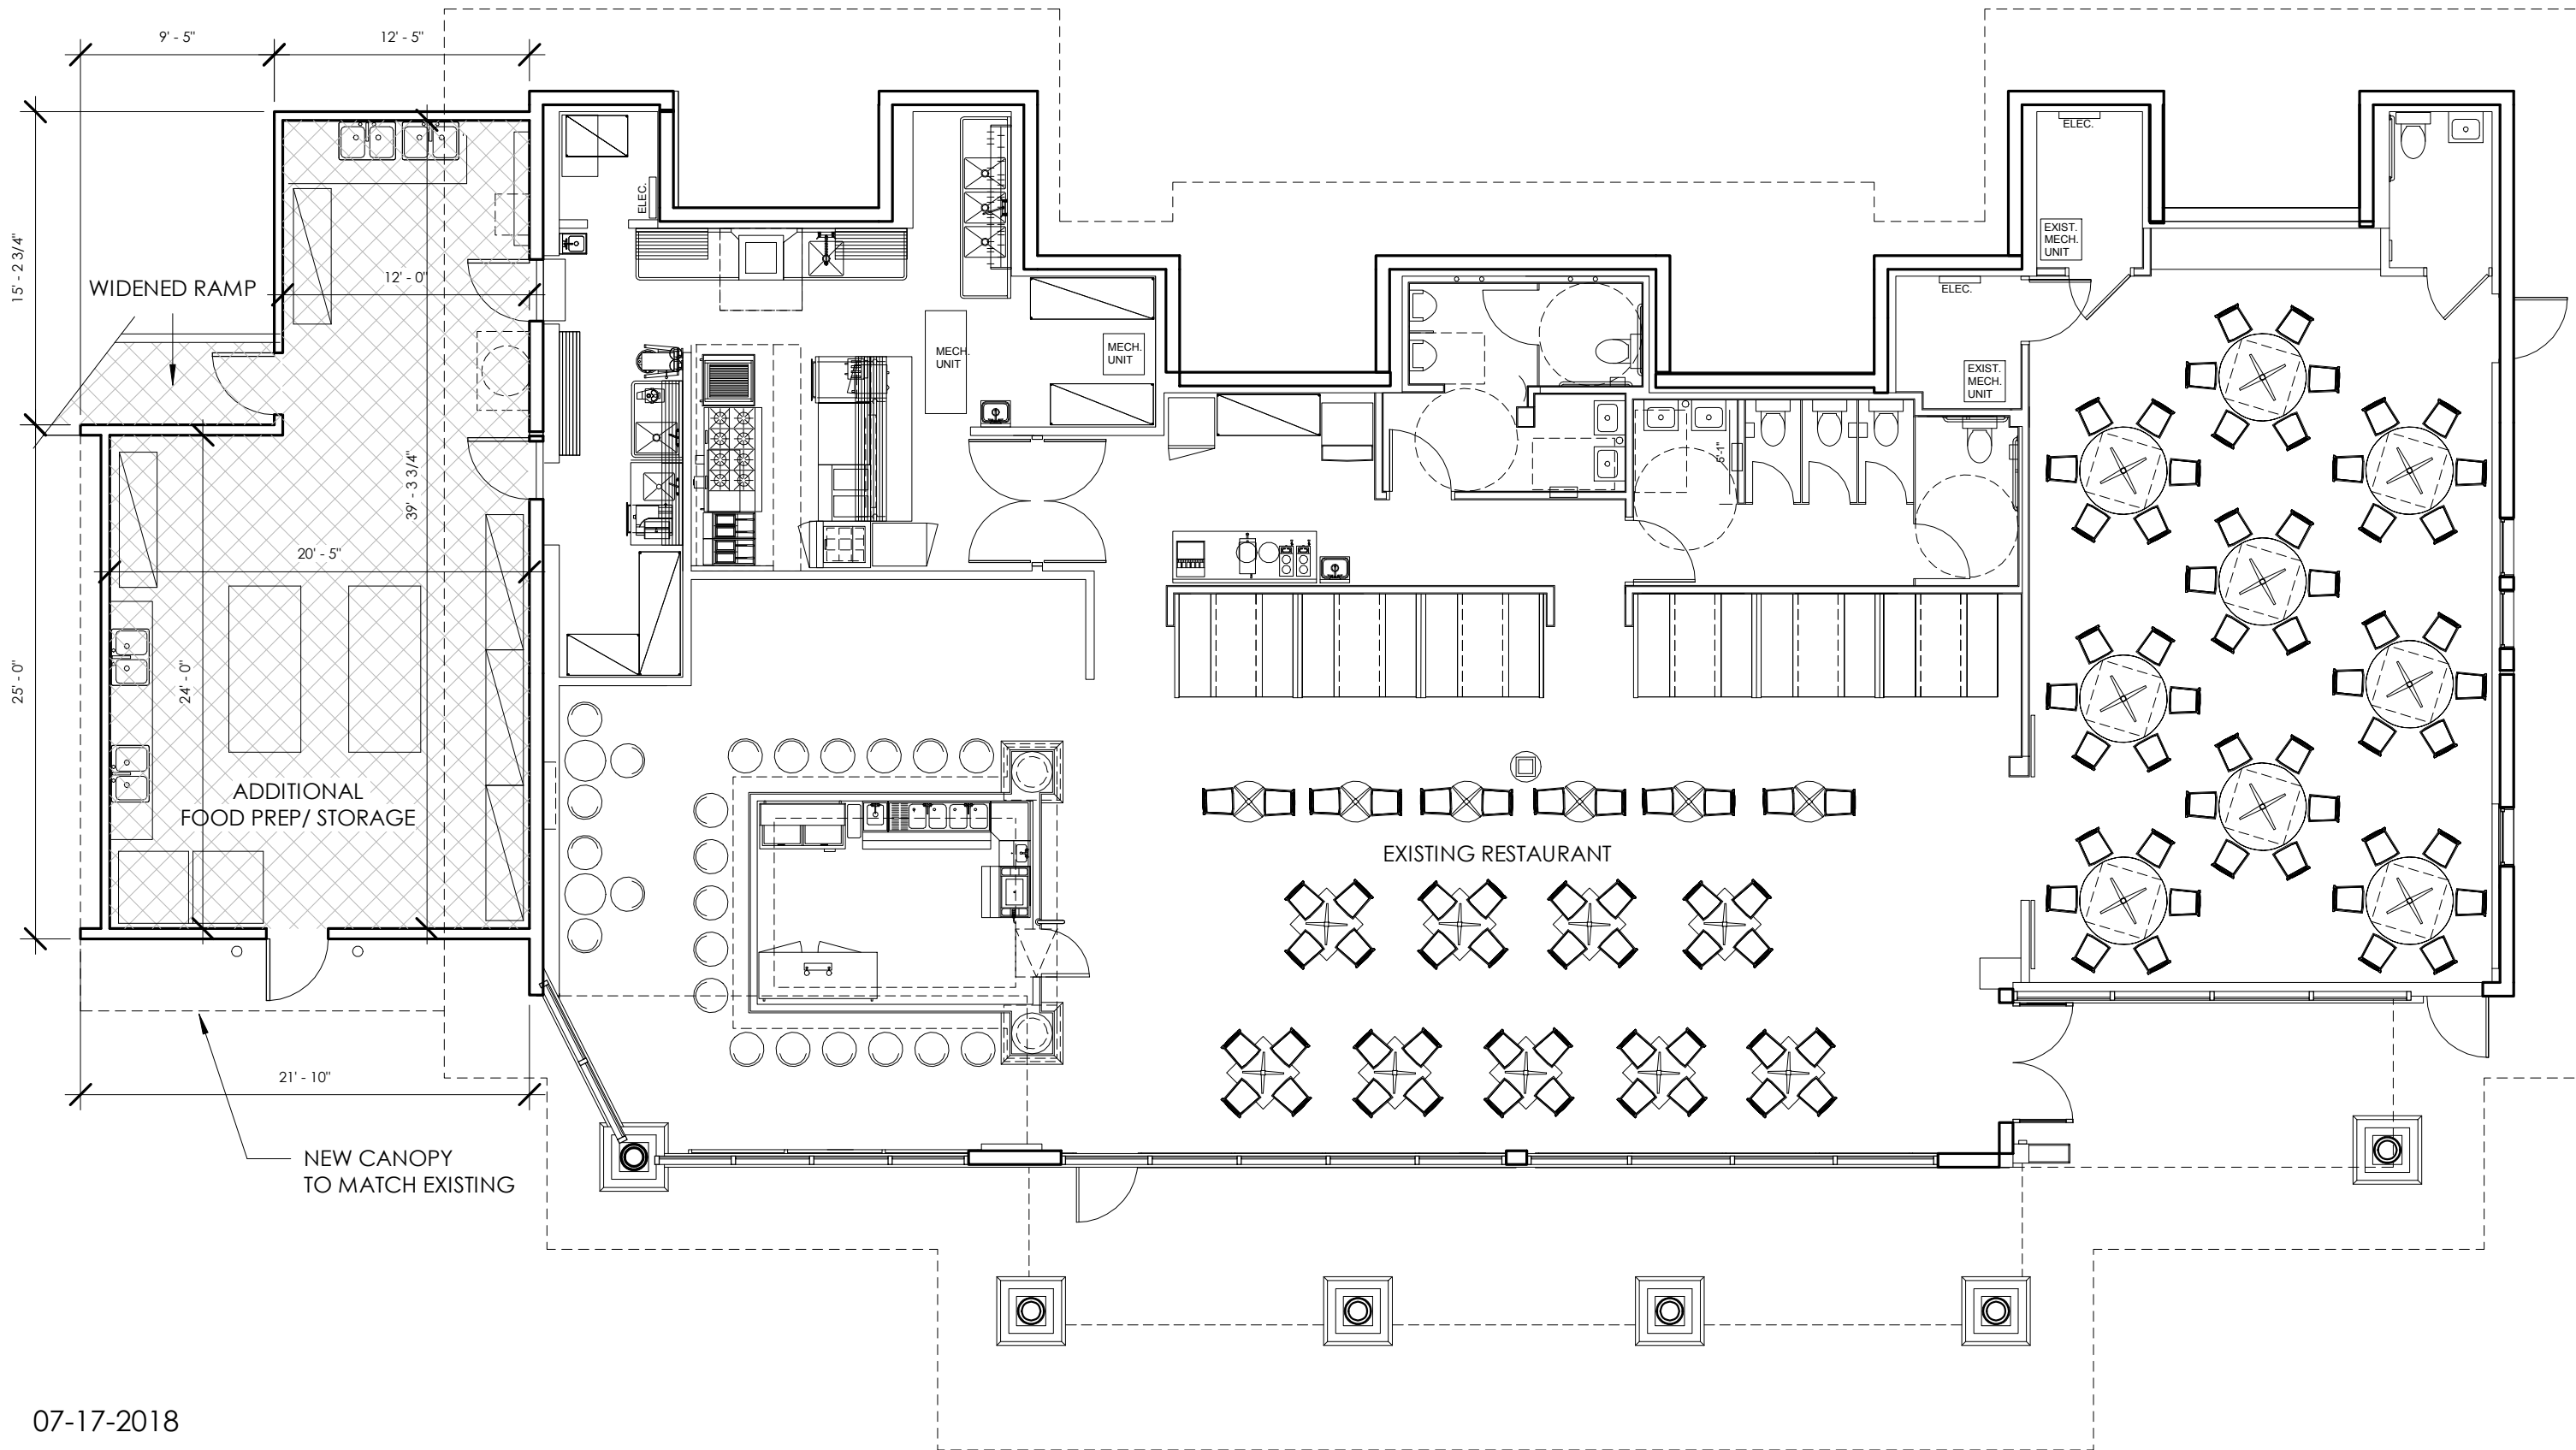 9' - 5"
12' - 5"
ELEC.
ELEC.
15' - 2 3/4"
WIDENED RAMP
12' - 0"
EXIST.
MECH.
UNIT
ELEC.
MECH.
UNIT
MECH.
UNIT
EXIST.
MECH.
UNIT
5'-1"
39' - 3 3/4"
20' - 5"
25' - 0"
24' - 0"
ADDITIONAL
FOOD PREP/ STORAGE
EXISTING RESTAURANT
21' - 10"
NEW CANOPY
TO MATCH EXISTING
07-17-2018